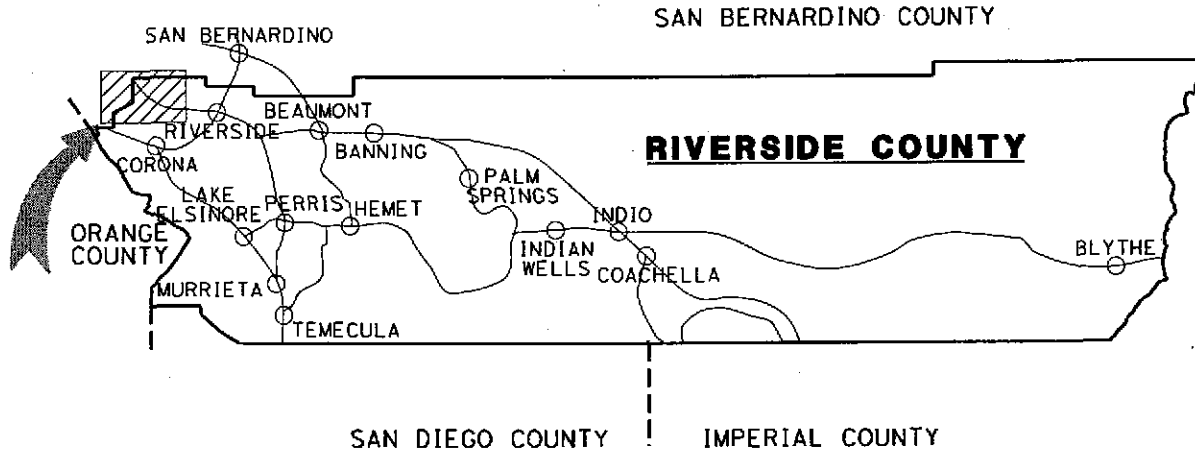 SAN BERNARDINO COUNTY
SAN BERNARDINO
BEAUMONT
RIVERSIDE
BANNING
RIVERSIDE COUNTY
CORONA
PALM
SPRINGS
LAKE
ELSINORE
PERRIS
HEMET
INDIO
ORANGE
COUNTY
INDIAN
WELLS
BLYTHE
COACHELLA
MURRIETA
TEMECULA
SAN DIEGO COUNTY
IMPERIAL COUNTY